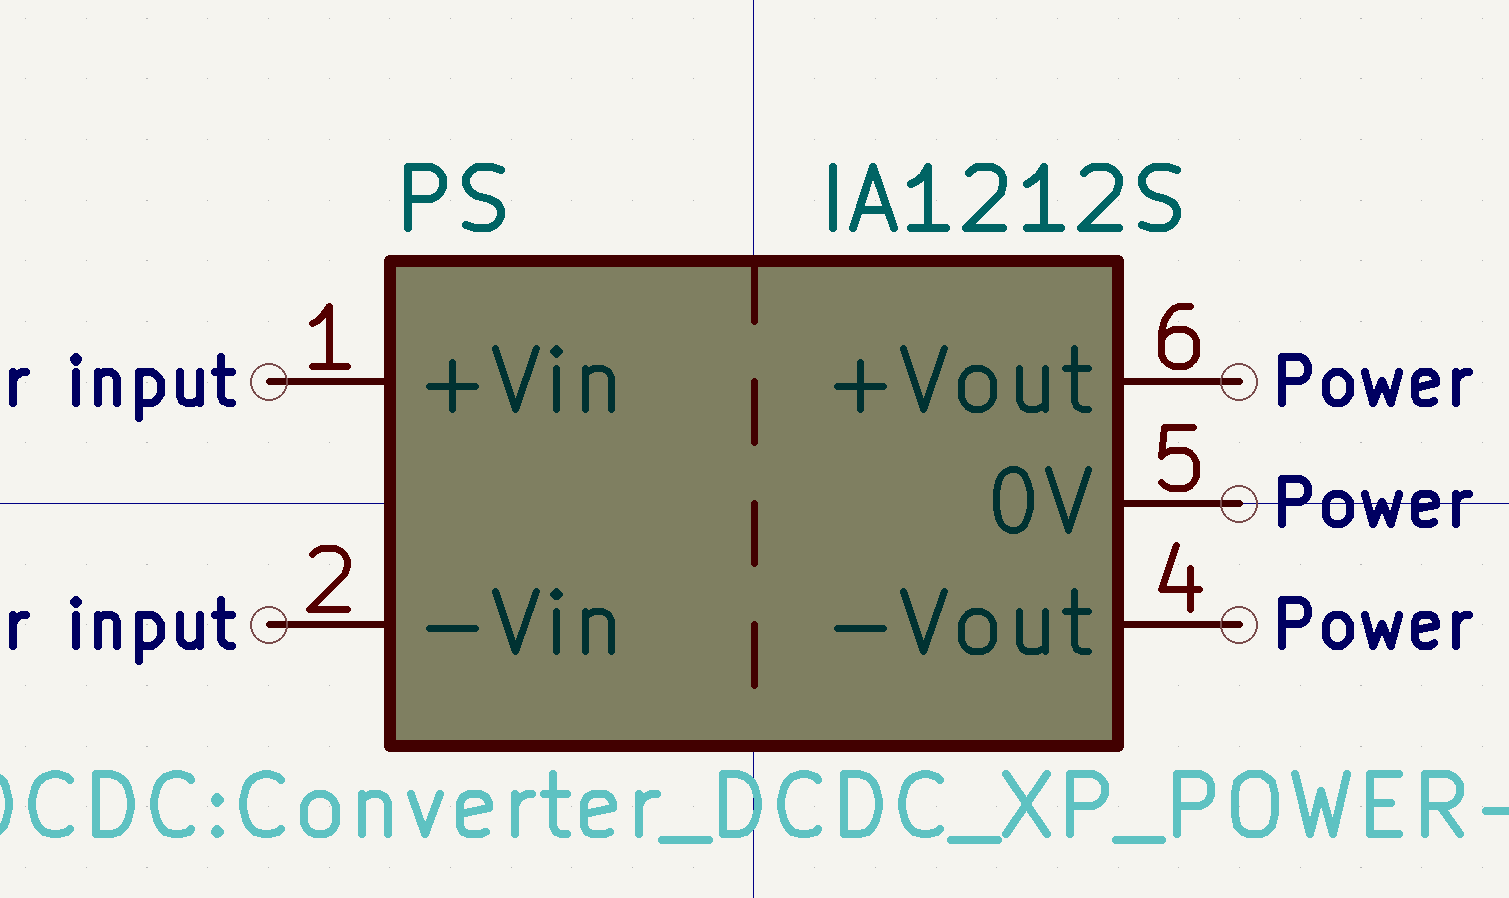 PS IA1212S
1 6
r input +Vin +Vout Power
5
0V Power
2 4
r input -Vin -Vout Power
DCDC:Converter_DCDC_XP_POWER-